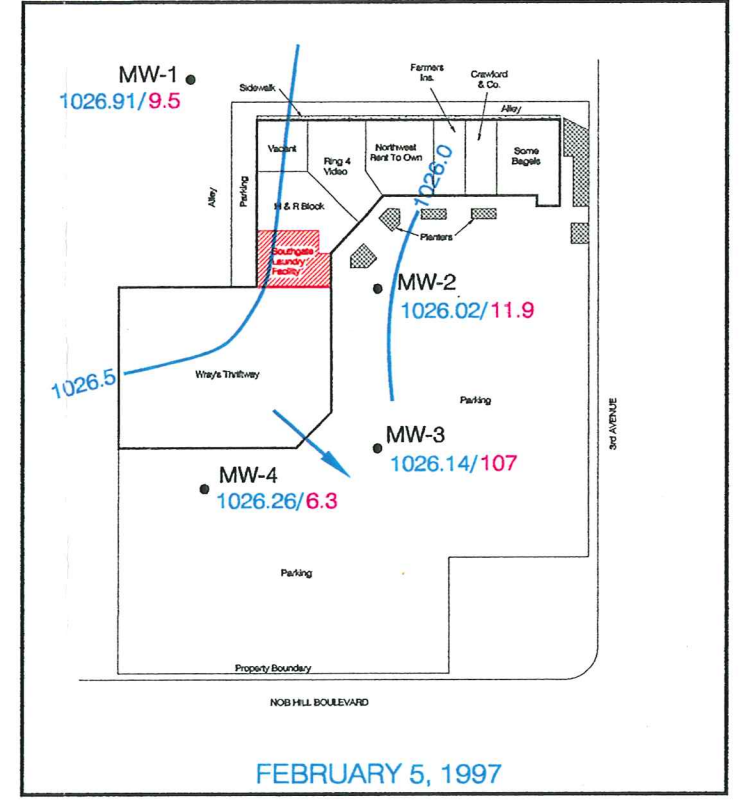 MW-1
1026.91/9.5
Sidewalk
Farmers
Ins.
Crawford
& Co.
Alley
Vacant
Ring 4
Video
Northwest
Rent To Own
1026.0
Some
Bagels
Alley
Parking
H & R Block
Planters
Southgate
Laundry
Facility
MW-2
1026.02/11.9
1026.5
Wray's Thriftway
Parking
3rd AVENUE
MW-3
1026.14/107
MW-4
1026.26/6.3
Parking
Property Boundary
NOB HILL BOULEVARD
FEBRUARY 5, 1997